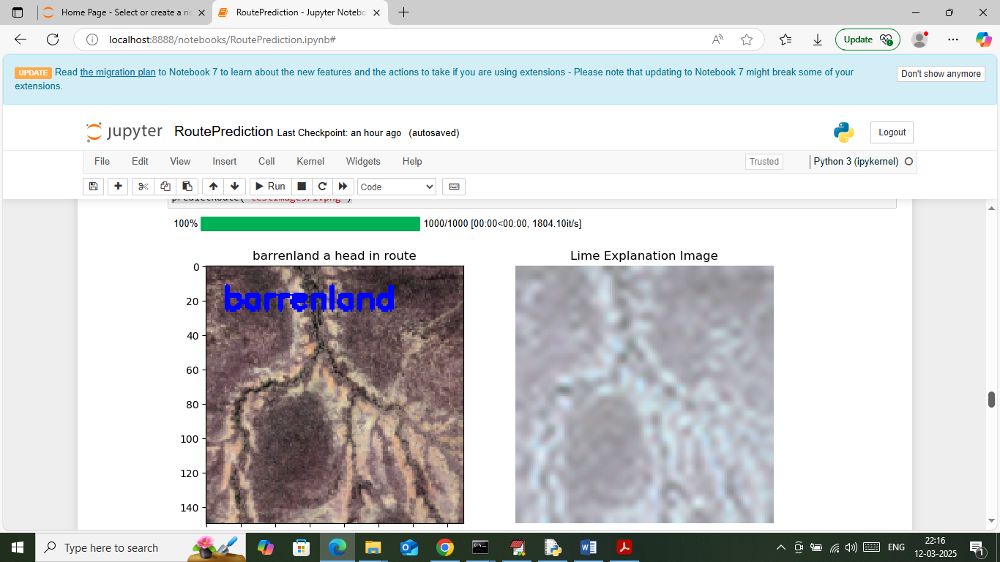 Home Page - Select or create a no
RoutePrediction - Jupyter Notebo
localhost:8888/notebooks/RoutePrediction.ipynb#
Update
UPDATE Read the migration plan to Notebook 7 to learn about the new features and the actions to take if you are using extensions - Please note that updating to Notebook 7 might break some of your
extensions.
Don't show anymore
jupyter RoutePrediction Last Checkpoint: an hour ago (autosaved)
Logout
File Edit View Insert Cell Kernel Widgets Help
Trusted
Python 3 (ipykernel)
Run
Code
100% 1000/1000 [00:00<00:00, 1804.10it/s]
barrenland a head in route
Lime Explanation Image
barrenland
0
20
40
60
80
100
120
140
Type here to search
ENG
22:16
12-03-2025
1